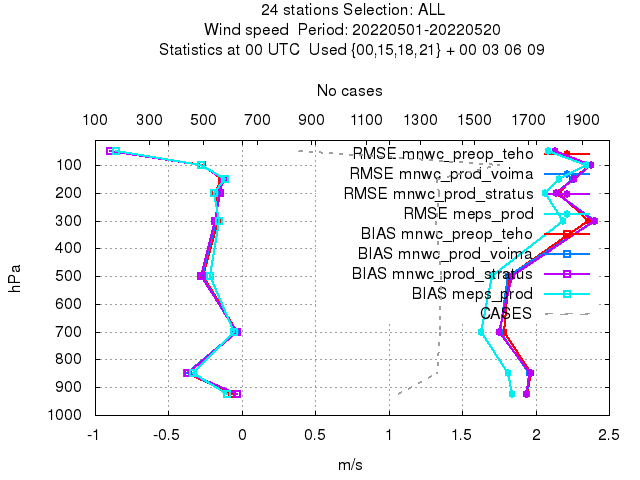 24 stations Selection: ALL
Wind speed  Period: 20220501-20220520
Statistics at 00 UTC  Used {00,15,18,21} + 00 03 06 09
No cases
100 300 500 700 900 1100 1300 1500 1700 1900
RMSE mnwc_preop_teho
RMSE mnwc_prod_voima
RMSE mnwc_prod_stratus
RMSE meps_prod
BIAS mnwc_preop_teho
BIAS mnwc_prod_voima
BIAS mnwc_prod_stratus
BIAS meps_prod
CASES
100
200
300
400
500
600
700
800
900
1000
hPa
-1 -0.5 0 0.5 1 1.5 2 2.5
m/s